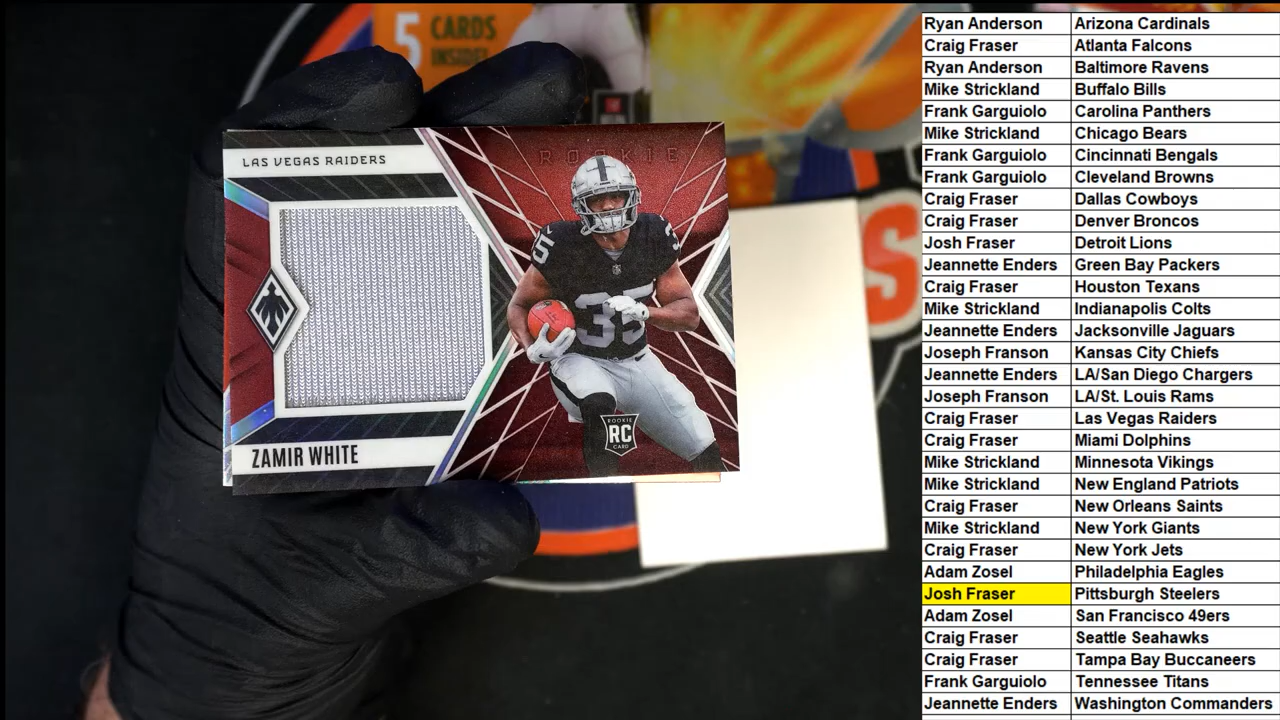 5 CARDS
INSIDE!
LAS VEGAS RAIDERS
ROOKIE
35
35
35
ROOKIE
RC
CARD
ZAMIR WHITE
S
Ryan Anderson Arizona Cardinals
Craig Fraser Atlanta Falcons
Ryan Anderson Baltimore Ravens
Mike Strickland Buffalo Bills
Frank Garguiolo Carolina Panthers
Mike Strickland Chicago Bears
Frank Garguiolo Cincinnati Bengals
Frank Garguiolo Cleveland Browns
Craig Fraser Dallas Cowboys
Craig Fraser Denver Broncos
Josh Fraser Detroit Lions
Jeannette Enders Green Bay Packers
Craig Fraser Houston Texans
Mike Strickland Indianapolis Colts
Jeannette Enders Jacksonville Jaguars
Joseph Franson Kansas City Chiefs
Jeannette Enders LA/San Diego Chargers
Joseph Franson LA/St. Louis Rams
Craig Fraser Las Vegas Raiders
Craig Fraser Miami Dolphins
Mike Strickland Minnesota Vikings
Mike Strickland New England Patriots
Craig Fraser New Orleans Saints
Mike Strickland New York Giants
Craig Fraser New York Jets
Adam Zosel Philadelphia Eagles
Josh Fraser Pittsburgh Steelers
Adam Zosel San Francisco 49ers
Craig Fraser Seattle Seahawks
Craig Fraser Tampa Bay Buccaneers
Frank Garguiolo Tennessee Titans
Jeannette Enders Washington Commanders